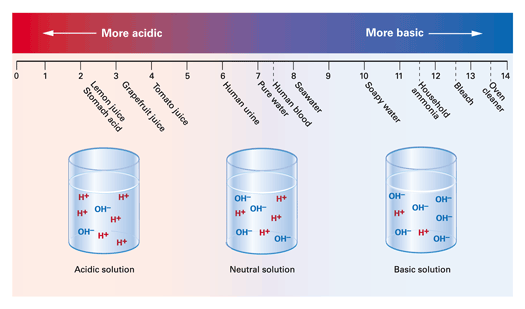 More acidic
More basic
0 1 2 3 4 5 6 7 8 9 10 11 12 13 14
Lemon juice
Stomach acid
Grapefruit juice
Tomato juice
Human urine
Pure water
Human blood
Seawater
Soapy water
Household
ammonia
Bleach
Oven
cleaner
H+ H+
H+ OH– H+
OH– H+ H+
OH– H+
H+ OH– H+
OH– H+ OH–
OH– OH–
H+ OH– OH–
OH– H+ OH–
Acidic solution
Neutral solution
Basic solution